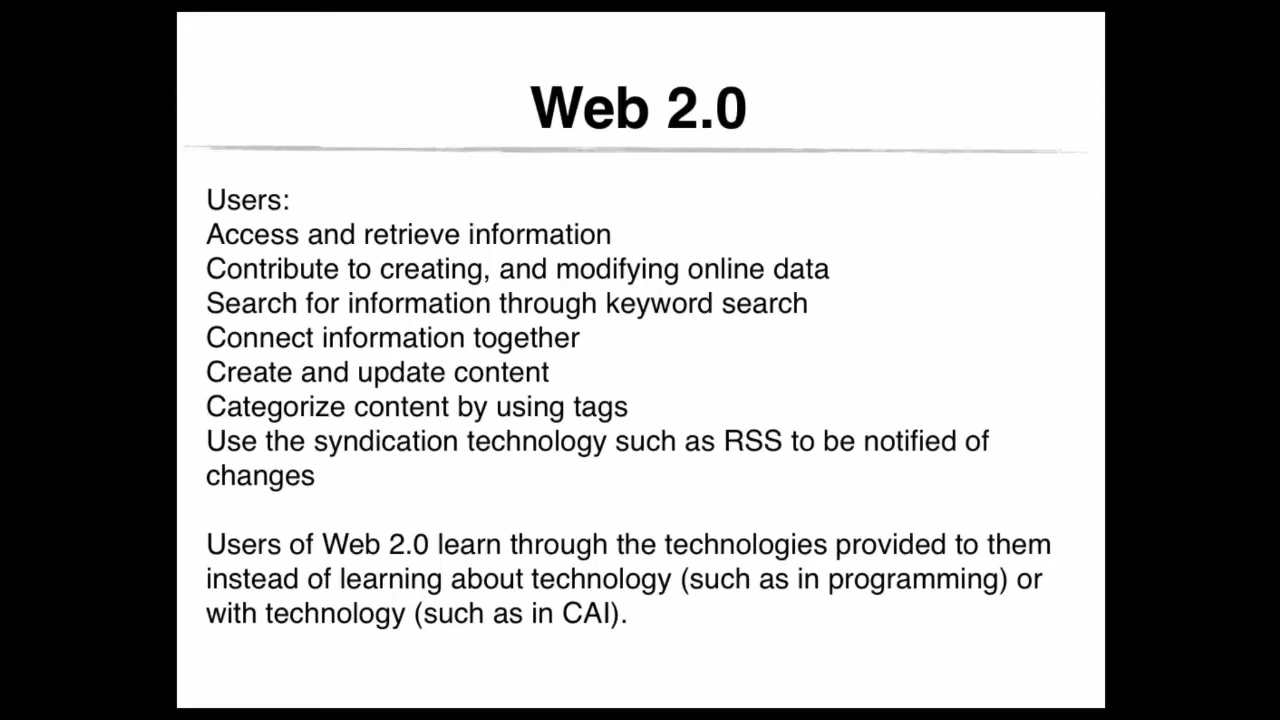 Web 2.0
Users:
Access and retrieve information
Contribute to creating, and modifying online data
Search for information through keyword search
Connect information together
Create and update content
Categorize content by using tags
Use the syndication technology such as RSS to be notified of
changes
Users of Web 2.0 learn through the technologies provided to them
instead of learning about technology (such as in programming) or
with technology (such as in CAI).